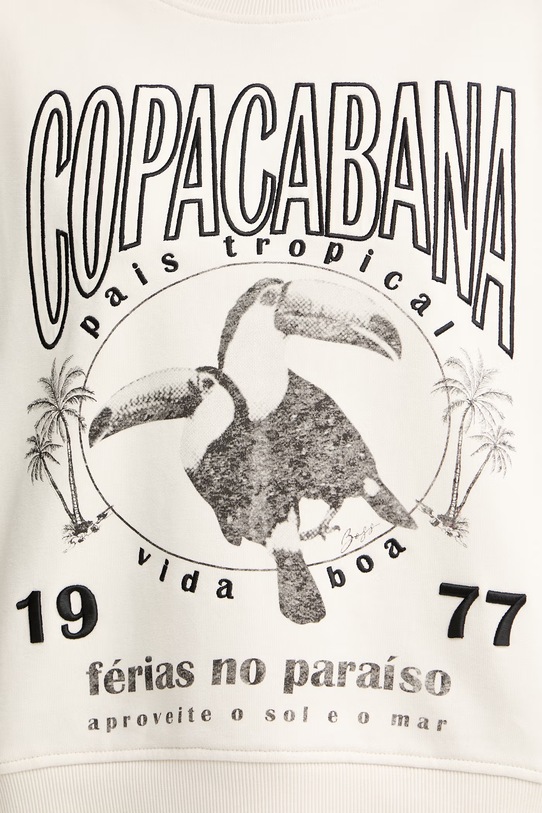 COPACABANA
pais tropical
vida boa
19 77
férias no paraíso
aproveite o sol e o mar